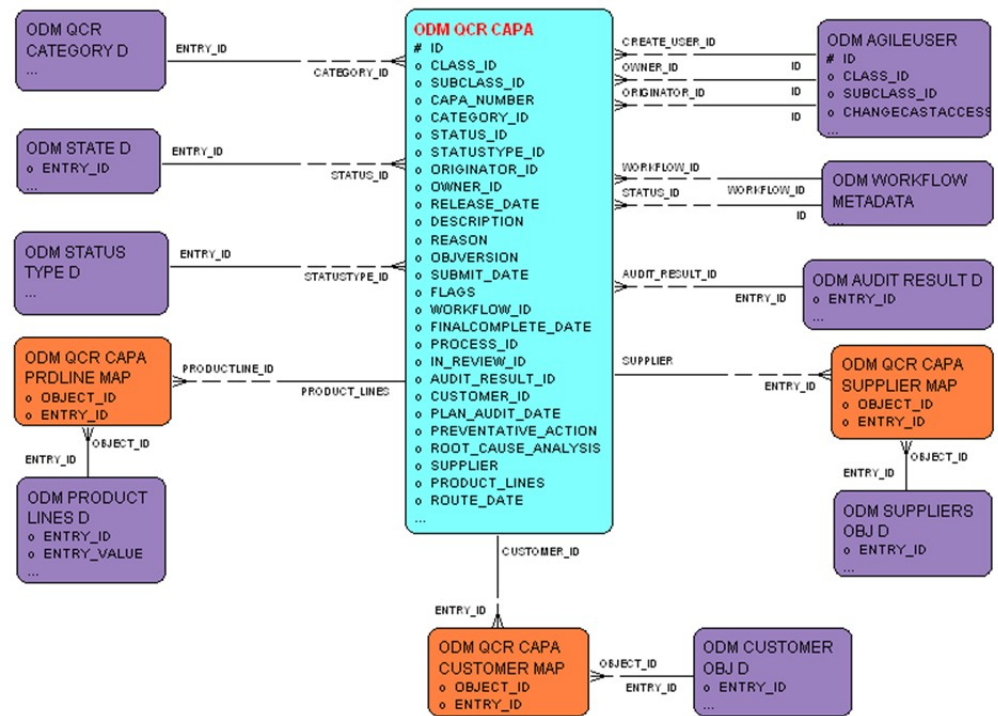 ODM QCR
CATEGORY D
...
ENTRY_ID
CATEGORY_ID
ODM STATE D
o ENTRY_ID
...
ENTRY_ID
STATUS_ID
ODM STATUS
TYPE D
...
ENTRY_ID
STATUSTYPE_ID
ODM QCR CAPA
PRDLINE MAP
o OBJECT_ID
o ENTRY_ID
PRODUCTLINE_ID
PRODUCT_LINES
OBJECT_ID
ENTRY_ID
ODM PRODUCT
LINES D
o ENTRY_ID
o ENTRY_VALUE
...
ODM QCR CAPA
# ID
o CLASS_ID
o SUBCLASS_ID
o CAPA_NUMBER
o CATEGORY_ID
o STATUS_ID
o STATUSTYPE_ID
o ORIGINATOR_ID
o OWNER_ID
o RELEASE_DATE
o DESCRIPTION
o REASON
o OBJVERSION
o SUBMIT_DATE
o FLAGS
o WORKFLOW_ID
o FINALCOMPLETE_DATE
o PROCESS_ID
o IN_REVIEW_ID
o AUDIT_RESULT_ID
o CUSTOMER_ID
o PLAN_AUDIT_DATE
o PREVENTATIVE_ACTION
o ROOT_CAUSE_ANALYSIS
o SUPPLIER
o PRODUCT_LINES
o ROUTE_DATE
...
CREATE_USER_ID
ID
OWNER_ID
ID
ORIGINATOR_ID
ID
ODM AGILEUSER
# ID
o CLASS_ID
o SUBCLASS_ID
o CHANGECASTACCESS
...
WORKFLOW_ID
WORKFLOW_ID
STATUS_ID
ID
ODM WORKFLOW
METADATA
...
AUDIT_RESULT_ID
ENTRY_ID
ODM AUDIT RESULT D
o ENTRY_ID
...
SUPPLIER
ENTRY_ID
ODM QCR CAPA
SUPPLIER MAP
o OBJECT_ID
o ENTRY_ID
OBJECT_ID
ENTRY_ID
ODM SUPPLIERS
OBJ D
o ENTRY_ID
...
CUSTOMER_ID
ENTRY_ID
ODM QCR CAPA
CUSTOMER MAP
o OBJECT_ID
o ENTRY_ID
OBJECT_ID
ENTRY_ID
ODM CUSTOMER
OBJ D
o ENTRY_ID
...